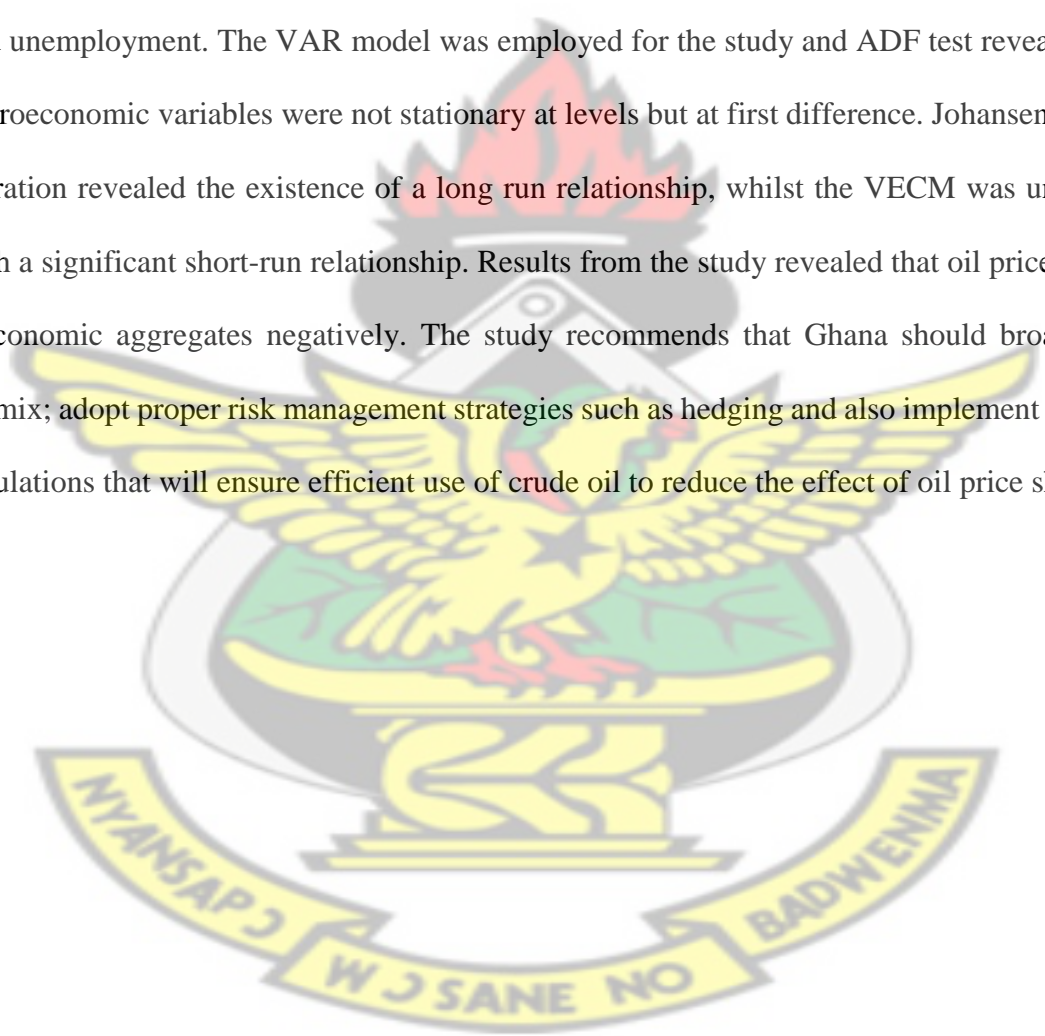 unemployment. The VAR model was employed for the study and ADF test revea
roeconomic variables were not stationary at levels but at first difference. Johansen
ration revealed the existence of a long run relationship, whilst the VECM was un
a significant short-run relationship. Results from the study revealed that oil price
conomic aggregates negatively. The study recommends that Ghana should broa
mix; adopt proper risk management strategies such as hedging and also implement
ulations that will ensure efficient use of crude oil to reduce the effect of oil price s
NYANSAPƆ WƆ SANE NO BADWENMA